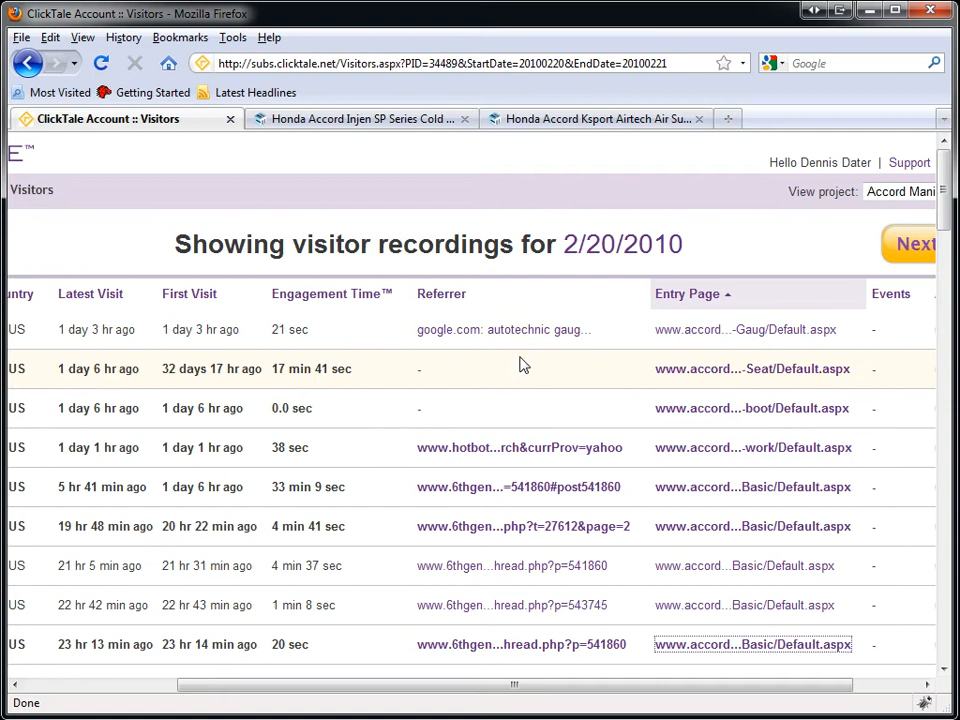 ClickTale Account :: Visitors - Mozilla Firefox
File Edit View History Bookmarks Tools Help
http://subs.clicktale.net/Visitors.aspx?PID=34489&StartDate=20100220&EndDate=20100221 Google
Most Visited Getting Started Latest Headlines
ClickTale Account :: Visitors Honda Accord Injen SP Series Cold ... Honda Accord Ksport Airtech Air Su...
E™
Hello Dennis Dater | Support
Visitors View project: Accord Mani
Showing visitor recordings for 2/20/2010 Next
untry Latest Visit First Visit Engagement Time™ Referrer Entry Page Events
US 1 day 3 hr ago 1 day 3 hr ago 21 sec google.com: autotechnic gaug... www.accord...-Gaug/Default.aspx -
US 1 day 6 hr ago 32 days 17 hr ago 17 min 41 sec - www.accord...-Seat/Default.aspx -
US 1 day 6 hr ago 1 day 6 hr ago 0.0 sec - www.accord...-boot/Default.aspx -
US 1 day 1 hr ago 1 day 1 hr ago 38 sec www.hotbot...rch&currProv=yahoo www.accord...-work/Default.aspx -
US 5 hr 41 min ago 1 day 6 hr ago 33 min 9 sec www.6thgen...=541860#post541860 www.accord...Basic/Default.aspx -
US 19 hr 48 min ago 20 hr 22 min ago 4 min 41 sec www.6thgen...php?t=27612&page=2 www.accord...Basic/Default.aspx -
US 21 hr 5 min ago 21 hr 31 min ago 4 min 37 sec www.6thgen...hread.php?p=541860 www.accord...Basic/Default.aspx -
US 22 hr 42 min ago 22 hr 43 min ago 1 min 8 sec www.6thgen...hread.php?p=543745 www.accord...Basic/Default.aspx -
US 23 hr 13 min ago 23 hr 14 min ago 20 sec www.6thgen...hread.php?p=541860 www.accord...Basic/Default.aspx -
Done